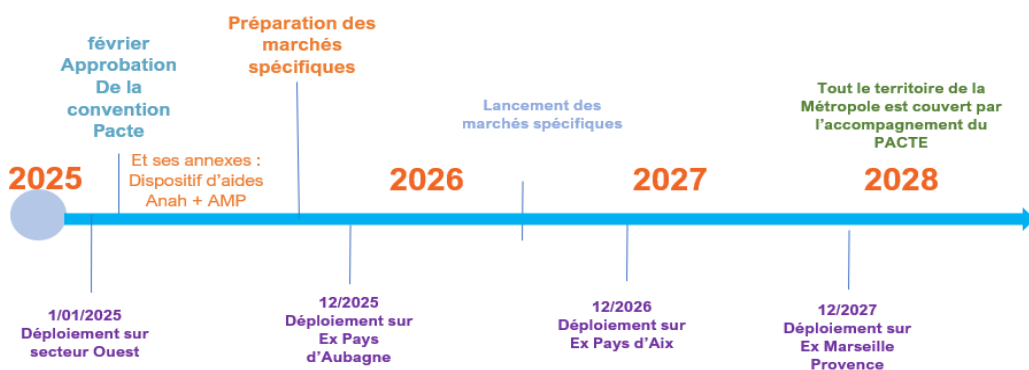 février
Approbation
De la
convention
Pacte
Préparation des
marchés
spécifiques
Lancement des
marchés spécifiques
Tout le territoire de la
Métropole est couvert par
l'accompagnement du
PACTE
2025
Et ses annexes :
Dispositif d'aides
Anah + AMP
2026
2027
2028
1/01/2025
Déploiement sur
secteur Ouest
12/2025
Déploiement sur
Ex Pays
d'Aubagne
12/2026
Déploiement sur
Ex Pays d'Aix
12/2027
Déploiement sur
Ex Marseille
Provence